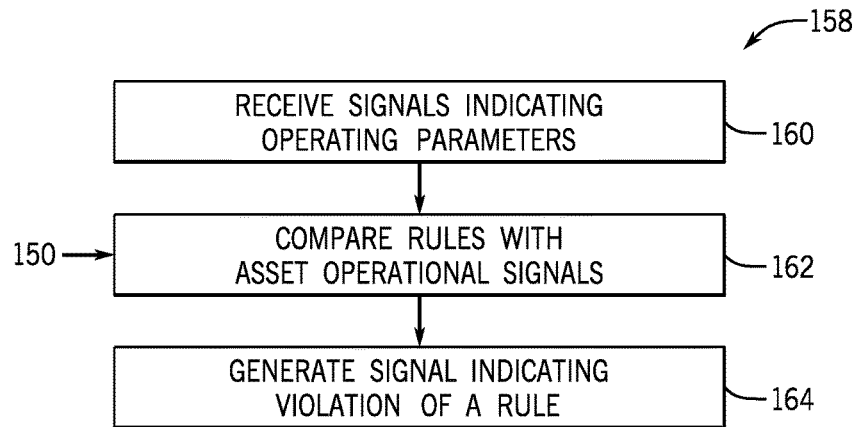 158
RECEIVE SIGNALS INDICATING
OPERATING PARAMETERS
160
150
COMPARE RULES WITH
ASSET OPERATIONAL SIGNALS
162
GENERATE SIGNAL INDICATING
VIOLATION OF A RULE
164